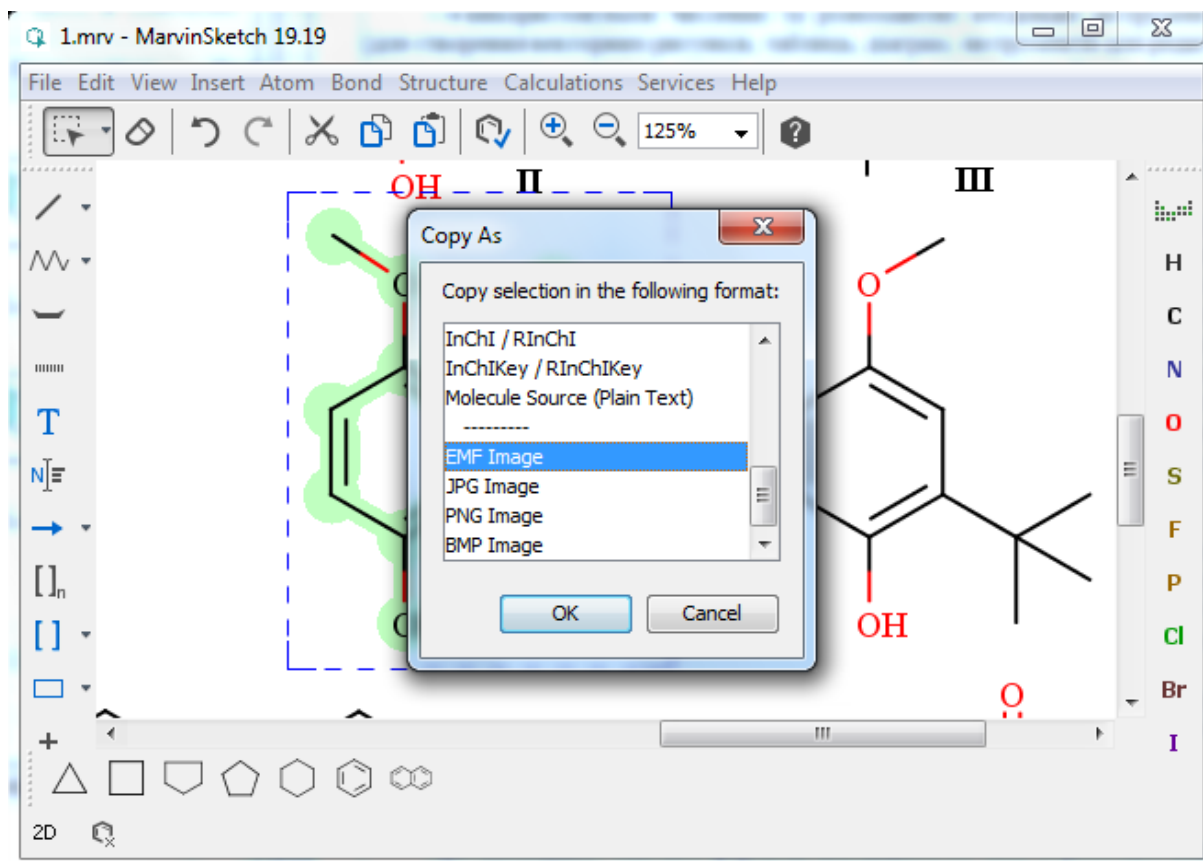 1.mrv - MarvinSketch 19.19
File Edit View Insert Atom Bond Structure Calculations Services Help
125%
OH II III
Copy As
O
Copy selection in the following format:
InChI / RInChI
InChIKey / RInChIKey
Molecule Source (Plain Text)
---------
EMF Image
JPG Image
PNG Image
BMP Image
OK Cancel
OH
O
T
N
[ ]n
[ ]
H
C
N
O
S
F
P
Cl
Br
I
2D